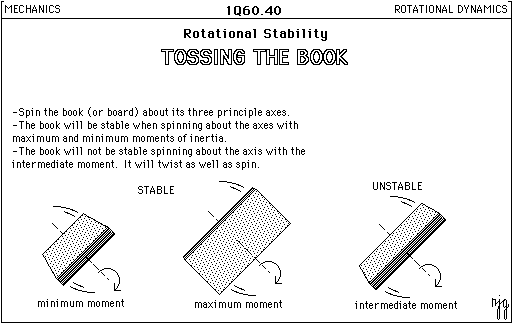 MECHANICS 1Q60.40 ROTATIONAL DYNAMICS
Rotational Stability
TOSSING THE BOOK
-Spin the book (or board) about its three principle axes.
-The book will be stable when spinning about the axes with
maximum and minimum moments of inertia.
-The book will not be stable spinning about the axis with the
intermediate moment. It will twist as well as spin.
STABLE UNSTABLE
minimum moment maximum moment intermediate moment